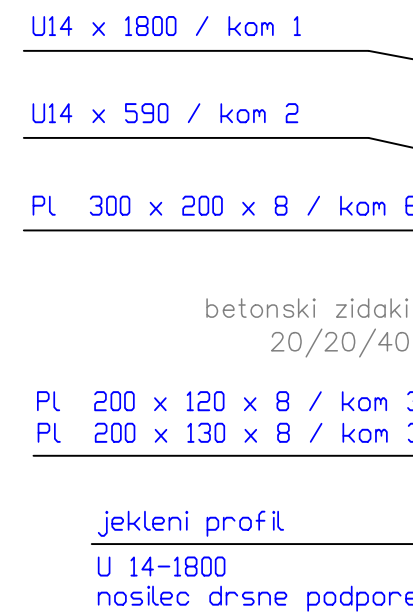 U14 x 1800 / kom 1
U14 x 590 / kom 2
Pl 300 x 200 x 8 / kom
betonski zidaki
20/20/40
Pl 200 x 120 x 8 / kom
Pl 200 x 130 x 8 / kom
jekleni profil
U 14-1800
nosilec drsne podpore